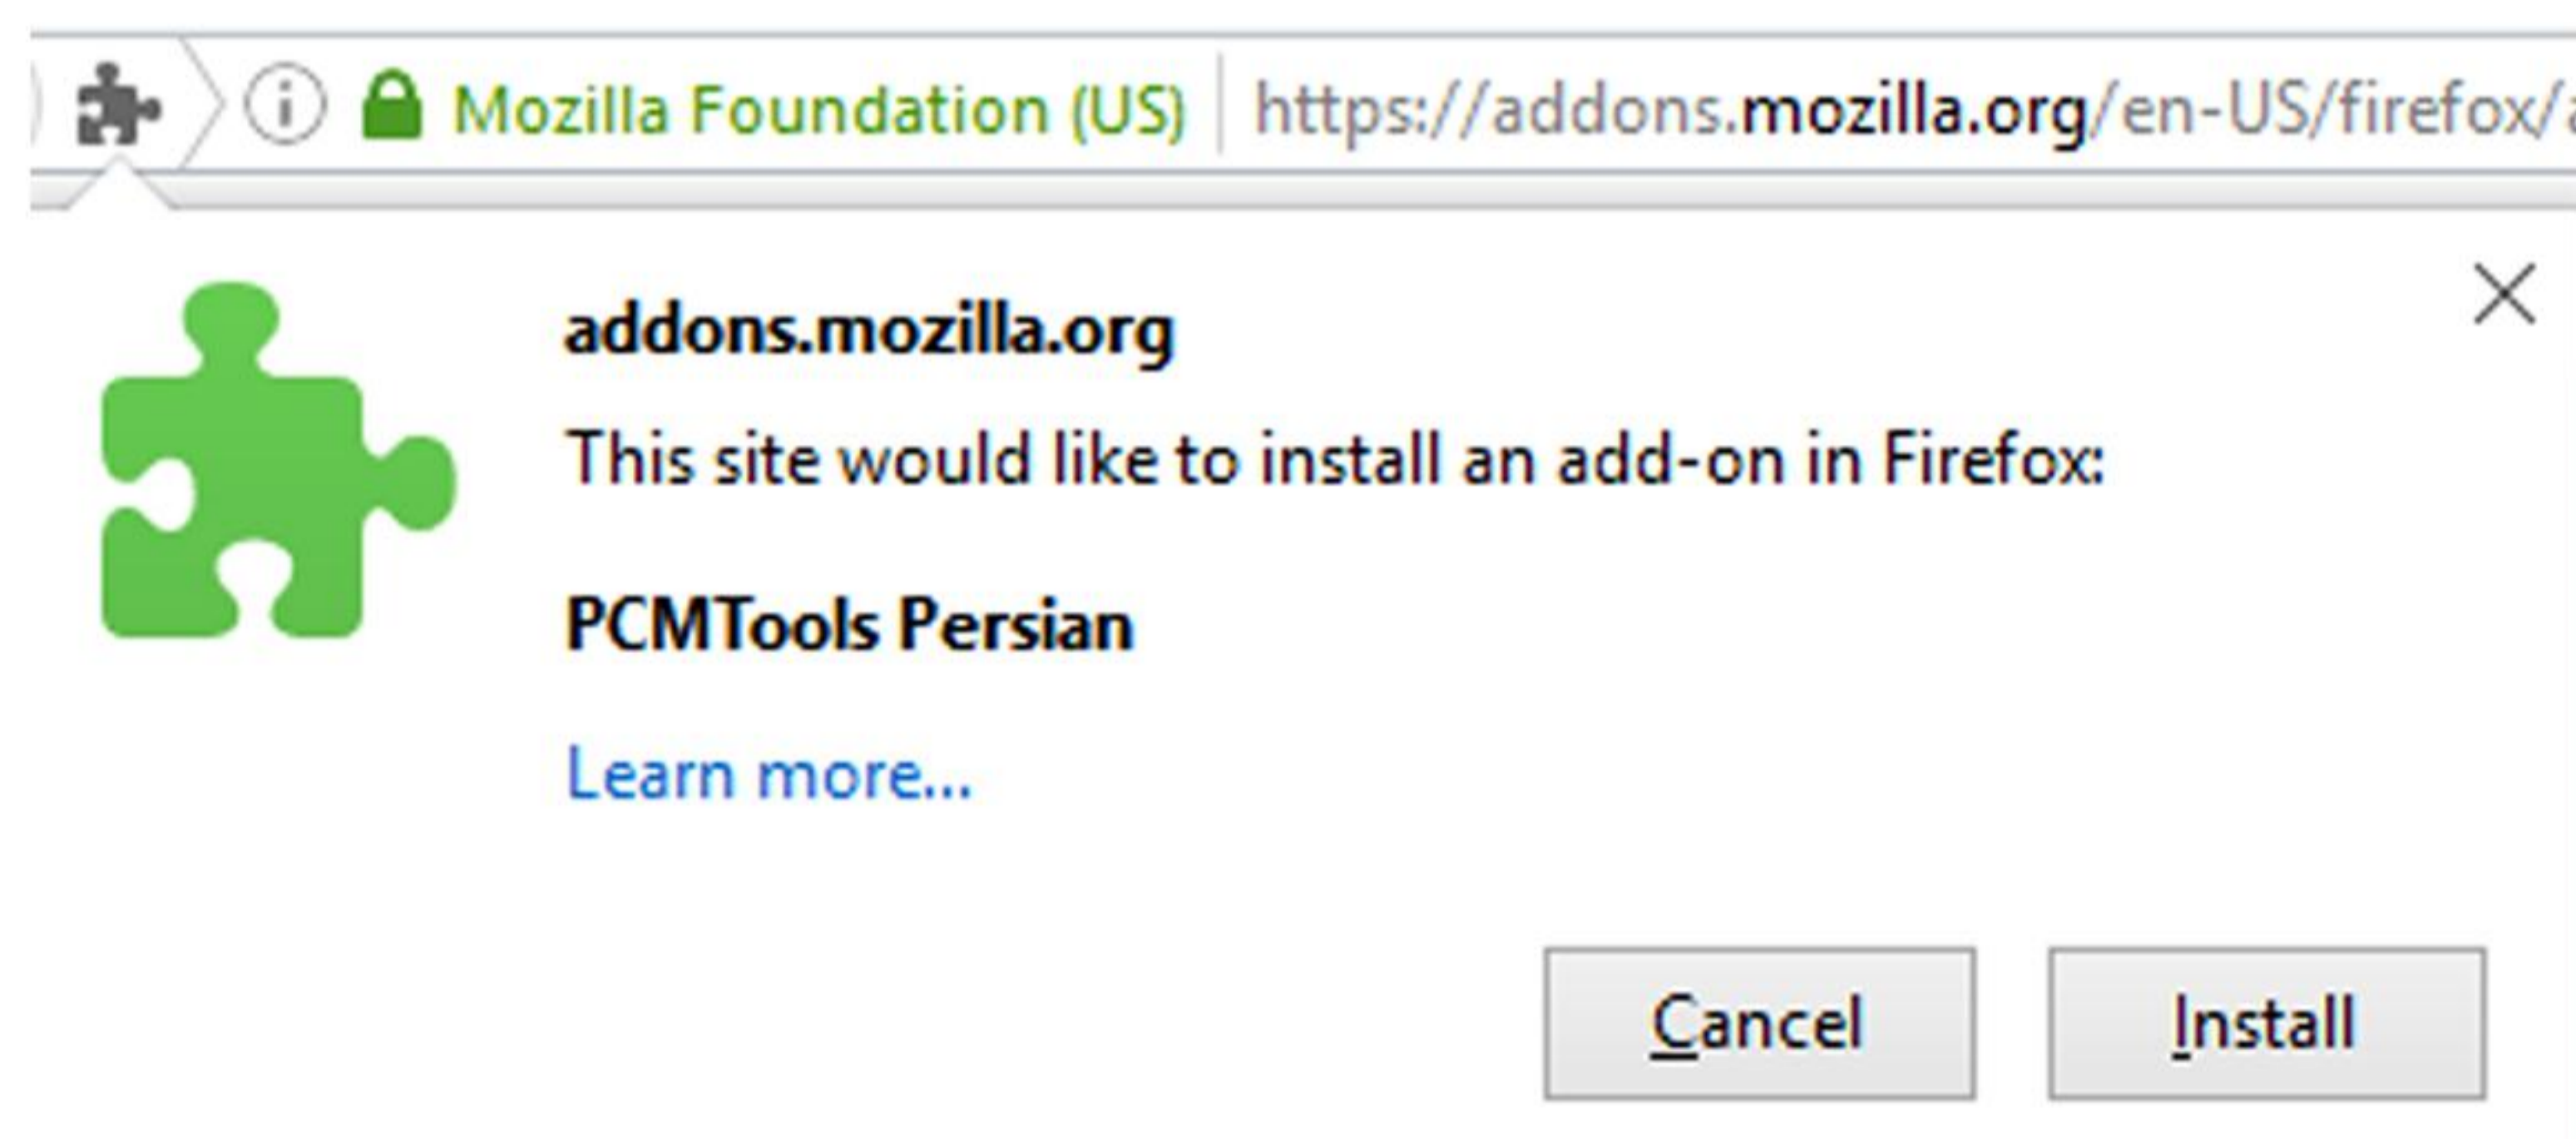 Mozilla Foundation (US) https://addons.mozilla.org/en-US/firefox/
addons.mozilla.org
This site would like to install an add-on in Firefox:
PCMTools Persian
Learn more...
Cancel Install